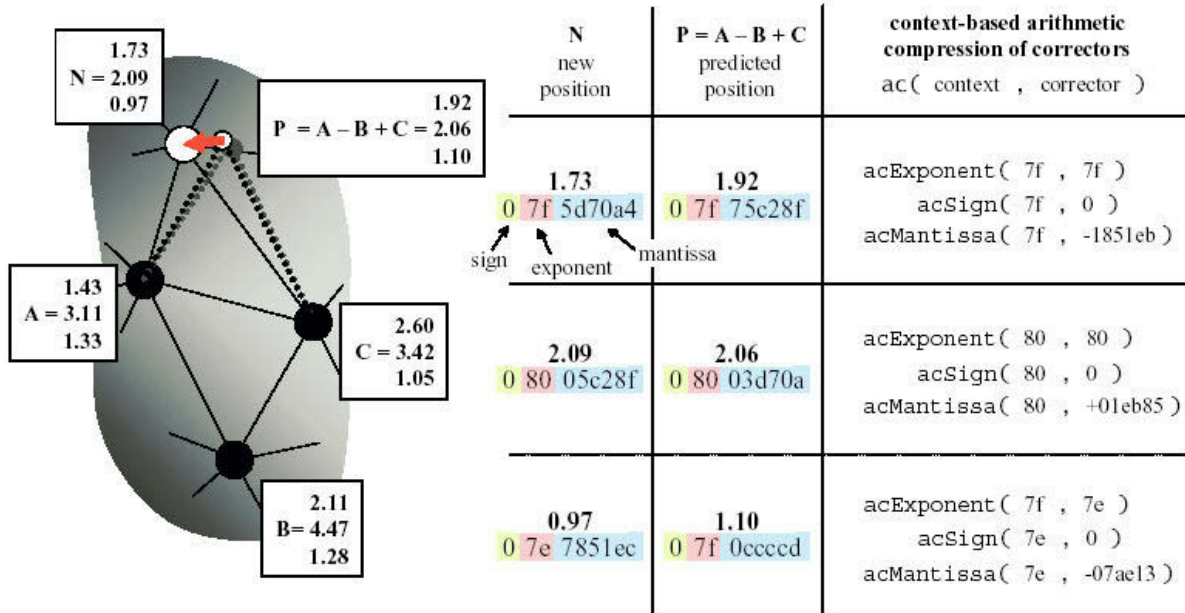 1.73
N = 2.09
0.97
1.92
P = A – B + C = 2.06
1.10
1.43
A = 3.11
1.33
2.60
C = 3.42
1.05
2.11
B= 4.47
1.28
N
new
position
P = A – B + C
predicted
position
context-based arithmetic
compression of correctors
ac( context , corrector )
1.73
0 7f 5d70a4
sign
exponent
mantissa
1.92
0 7f 75c28f
acExponent( 7f , 7f )
acSign( 7f , 0 )
acMantissa( 7f , -1851eb )
2.09
0 80 05c28f
2.06
0 80 03d70a
acExponent( 80 , 80 )
acSign( 80 , 0 )
acMantissa( 80 , +01eb85 )
0.97
0 7e 7851ec
1.10
0 7f 0ccccd
acExponent( 7f , 7e )
acSign( 7e , 0 )
acMantissa( 7e , -07ae13 )